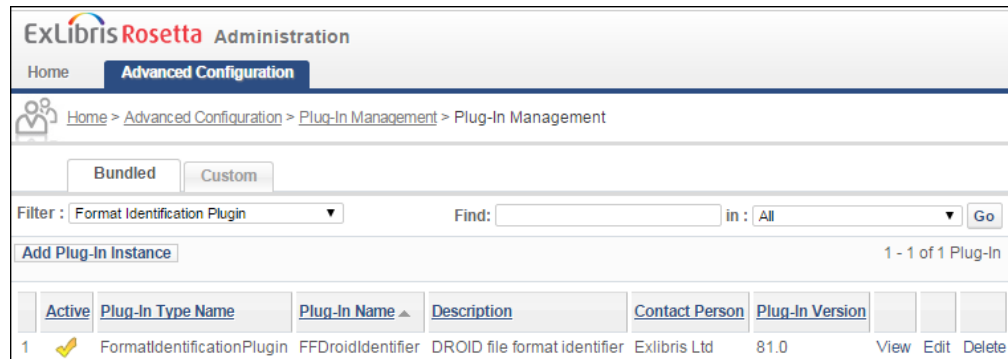 ExLibris Rosetta Administration
Home Advanced Configuration
Home > Advanced Configuration > Plug-In Management > Plug-In Management
Bundled Custom
Filter : Format Identification Plugin Find: in : All Go
Add Plug-In Instance 1 - 1 of 1 Plug-In
Active Plug-In Type Name Plug-In Name Description Contact Person Plug-In Version
1 FormatIdentificationPlugin FFDroidIdentifier DROID file format identifier Exlibris Ltd 81.0 View Edit Delete